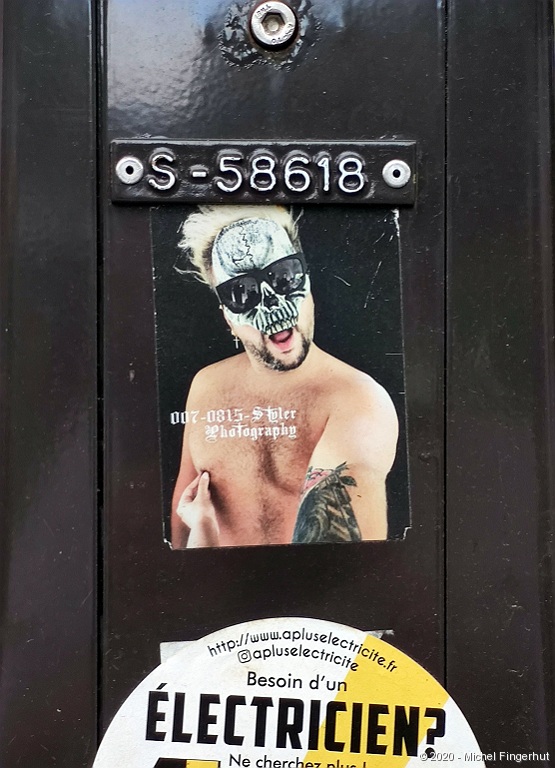 S-58618
007-0815-Styler
Photography
http://www.apluselectricite.fr
apluselectricite
Besoin d'un
ÉLECTRICIEN?
Ne cherchez plus!
© 2020 - Michel Fingerhut